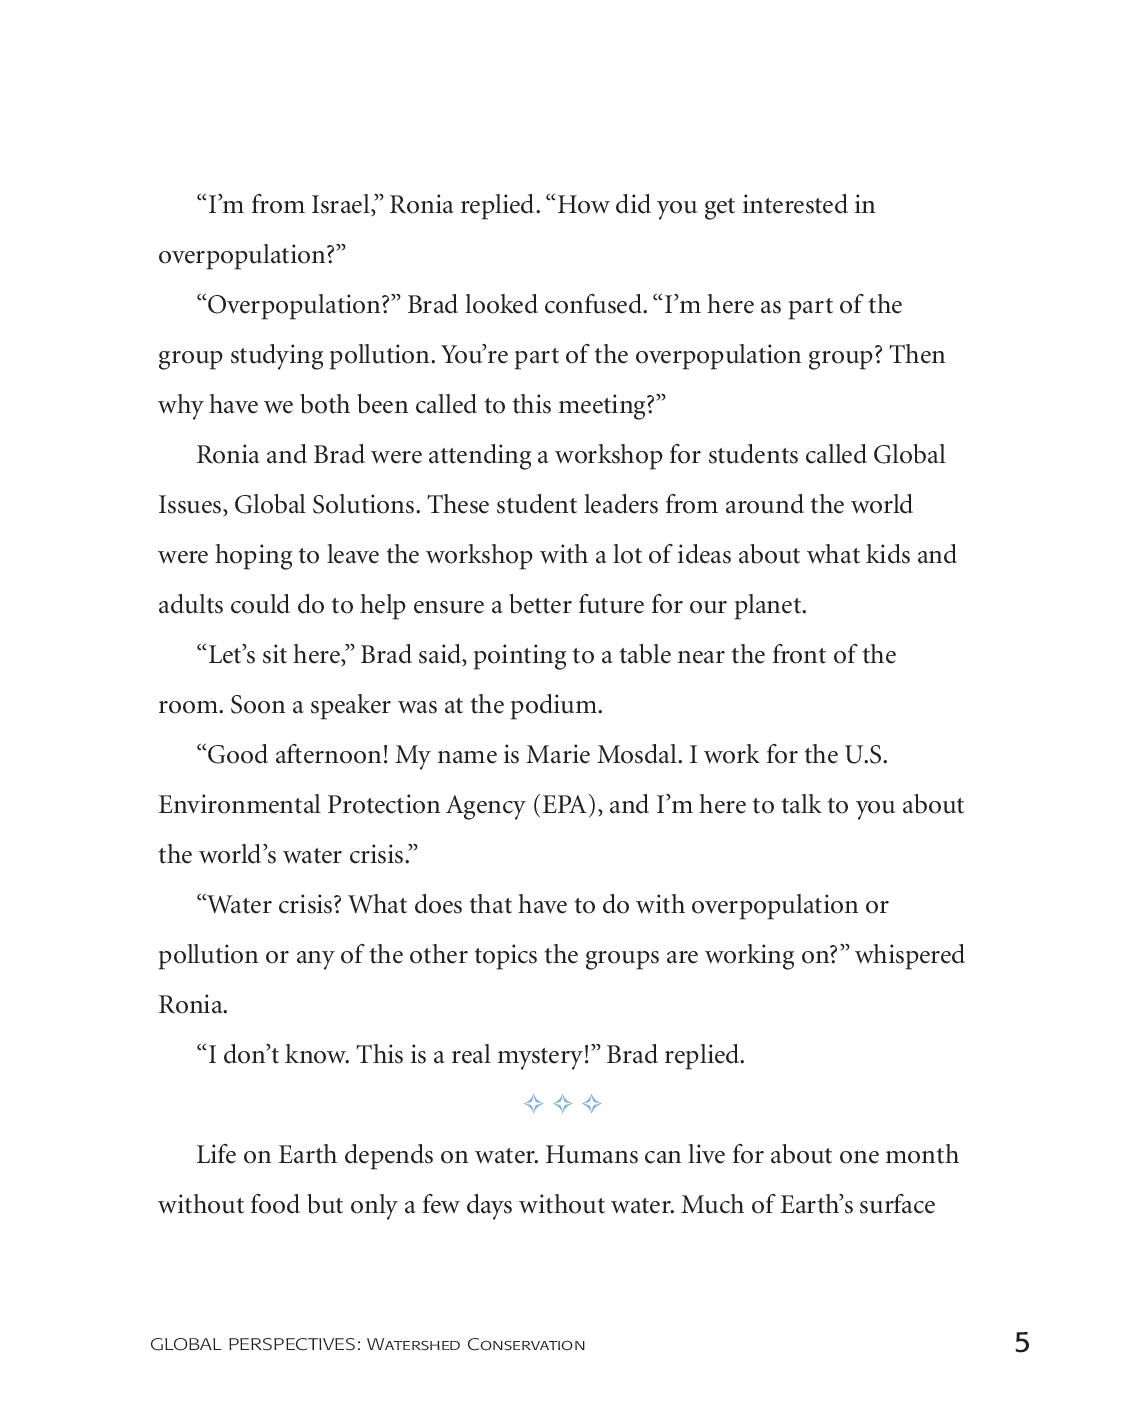 “I’m from Israel,” Ronia replied. “How did you get interested in
overpopulation?”
“Overpopulation?” Brad looked confused. “I’m here as part of the
group studying pollution. You’re part of the overpopulation group? Then
why have we both been called to this meeting?”
Ronia and Brad were attending a workshop for students called Global
Issues, Global Solutions. These student leaders from around the world
were hoping to leave the workshop with a lot of ideas about what kids and
adults could do to help ensure a better future for our planet.
“Let’s sit here,” Brad said, pointing to a table near the front of the
room. Soon a speaker was at the podium.
“Good afternoon! My name is Marie Mosdal. I work for the U.S.
Environmental Protection Agency (EPA), and I’m here to talk to you about
the world’s water crisis.”
“Water crisis? What does that have to do with overpopulation or
pollution or any of the other topics the groups are working on?” whispered
Ronia.
“I don’t know. This is a real mystery!” Brad replied.
Life on Earth depends on water. Humans can live for about one month
without food but only a few days without water. Much of Earth’s surface
GLOBAL PERSPECTIVES: Watershed Conservation 5